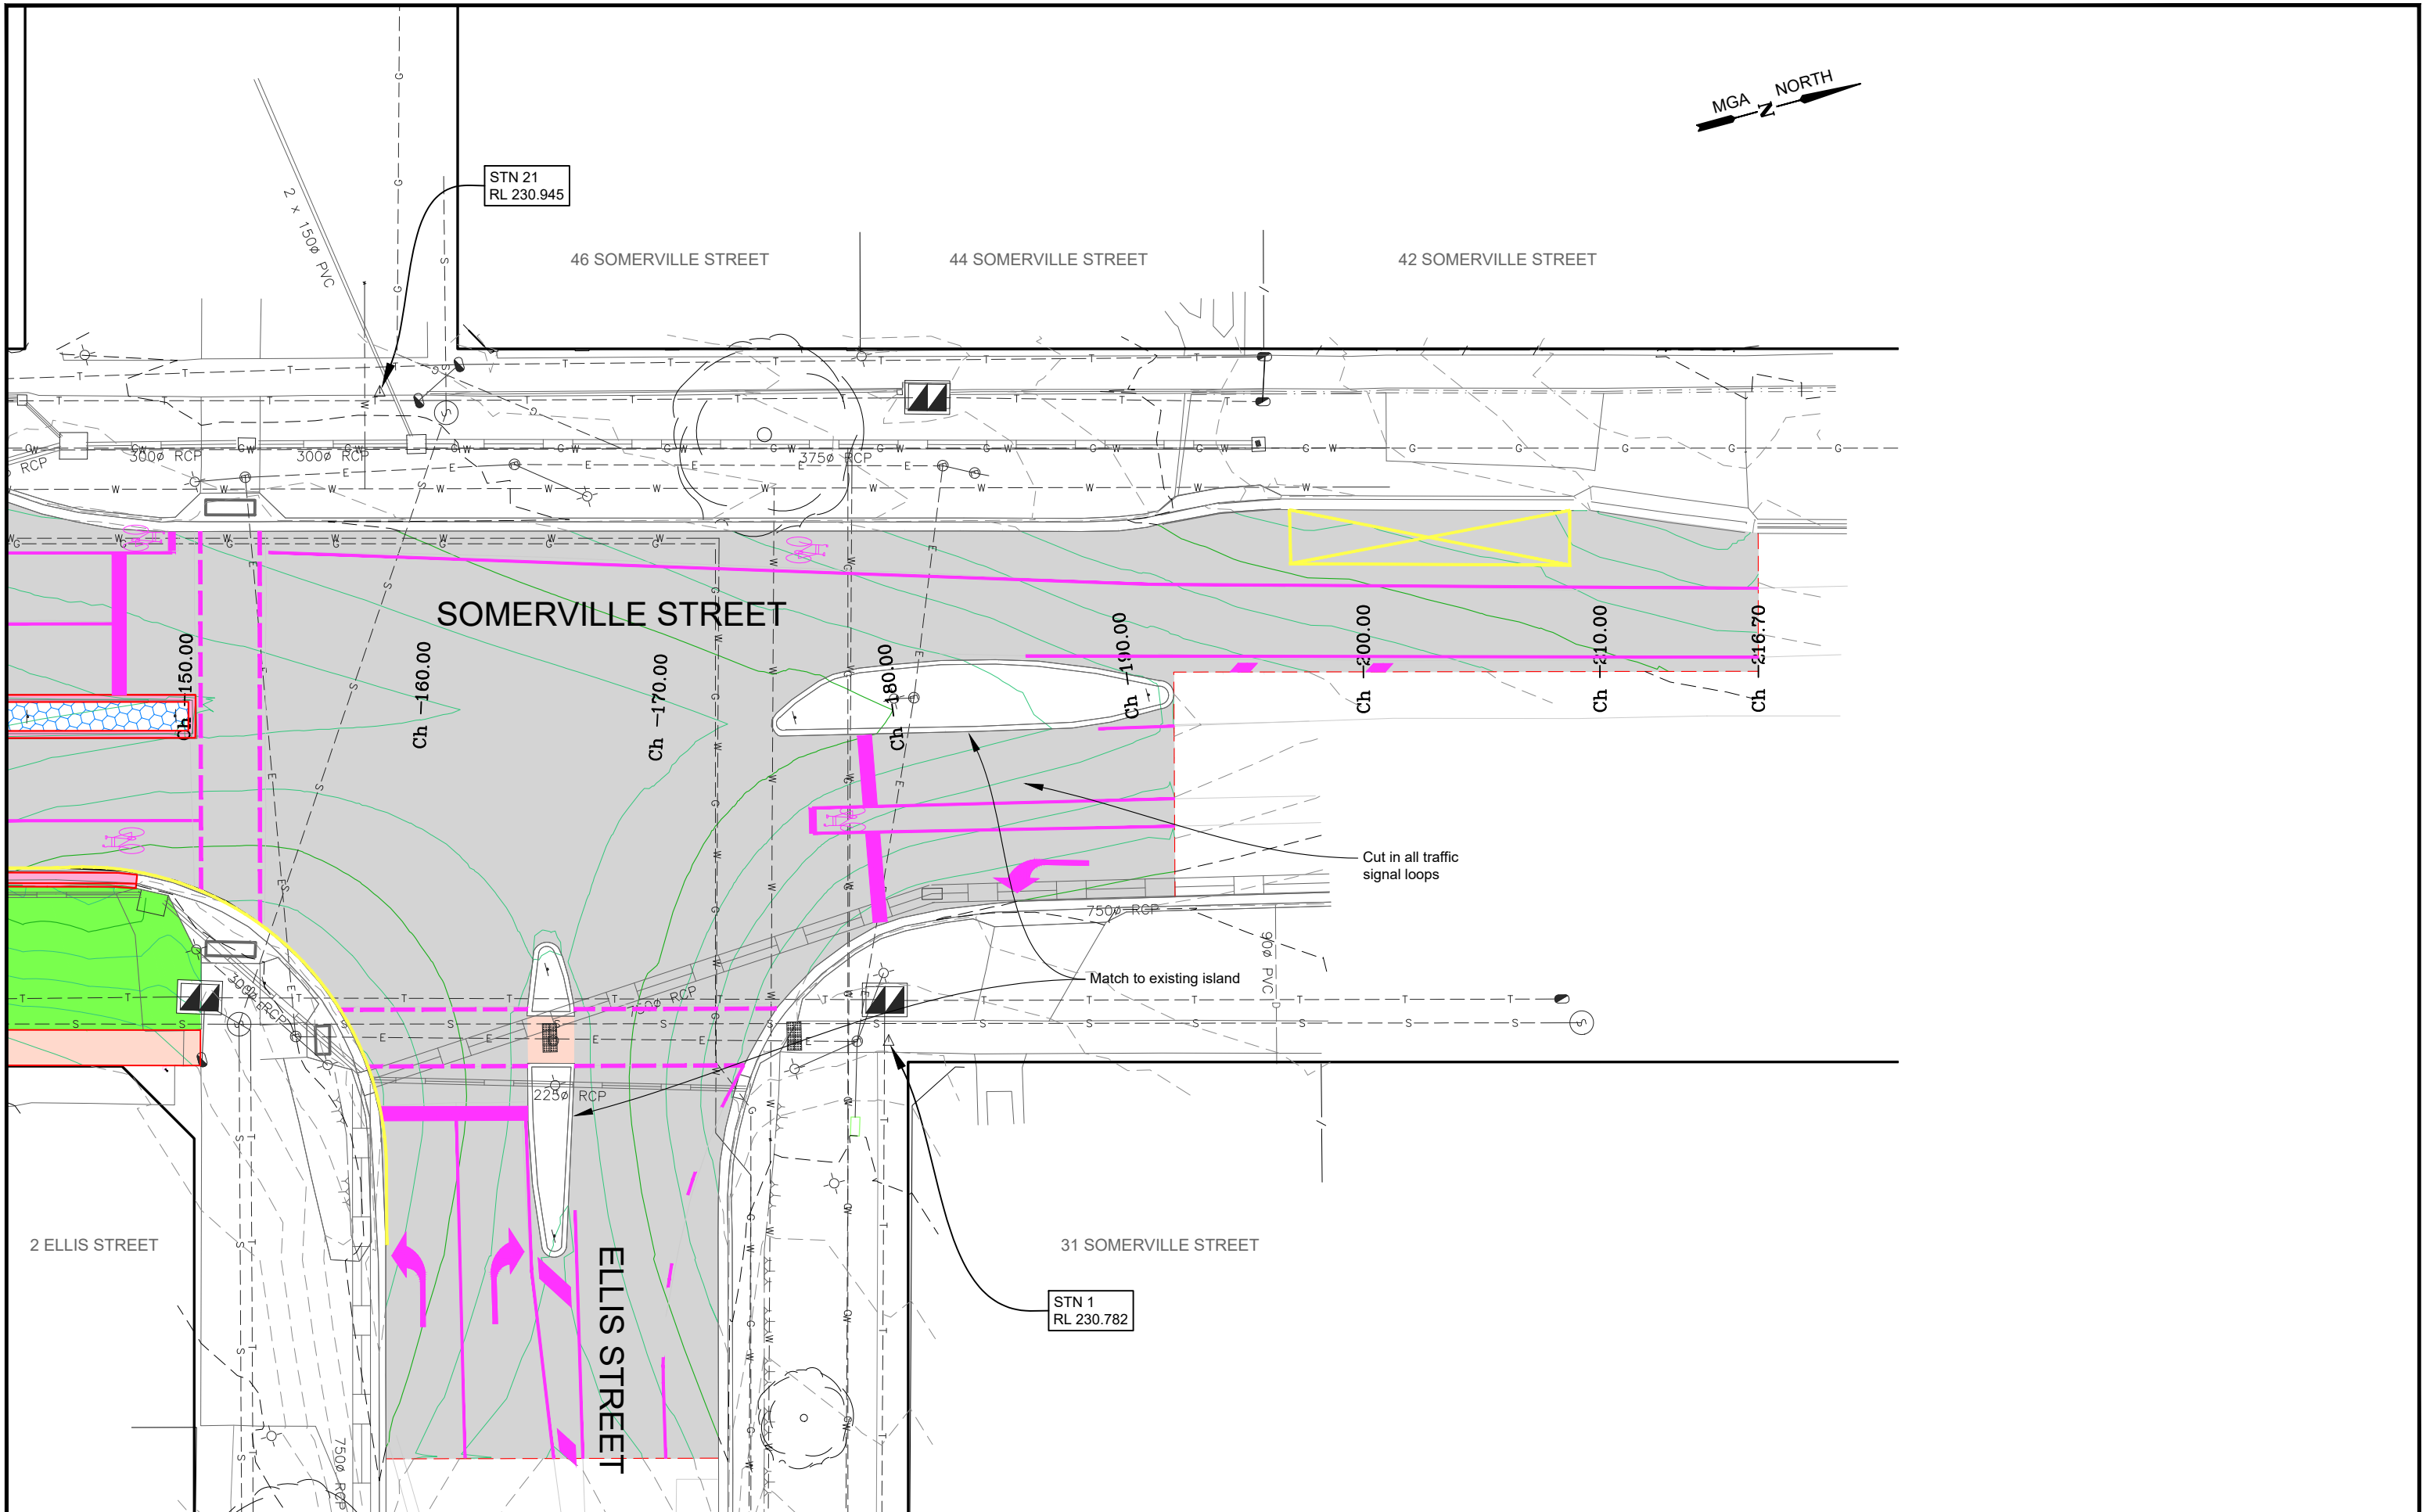 MGA N NORTH
STN 21
RL 230.945
2 x 150ø PVC
46 SOMERVILLE STREET
44 SOMERVILLE STREET
42 SOMERVILLE STREET
RCP
300ø RCP
300ø RCP
375ø RCP
SOMERVILLE STREET
Ch -150.00
Ch -160.00
Ch -170.00
Ch -180.00
Ch -190.00
Ch -200.00
Ch -210.00
Ch -216.70
Cut in all traffic
signal loops
750ø RCP
90ø PVC
Match to existing island
300ø RCP
750ø RCP
225ø RCP
2 ELLIS STREET
ELLIS STREET
31 SOMERVILLE STREET
STN 1
RL 230.782
750ø RCP